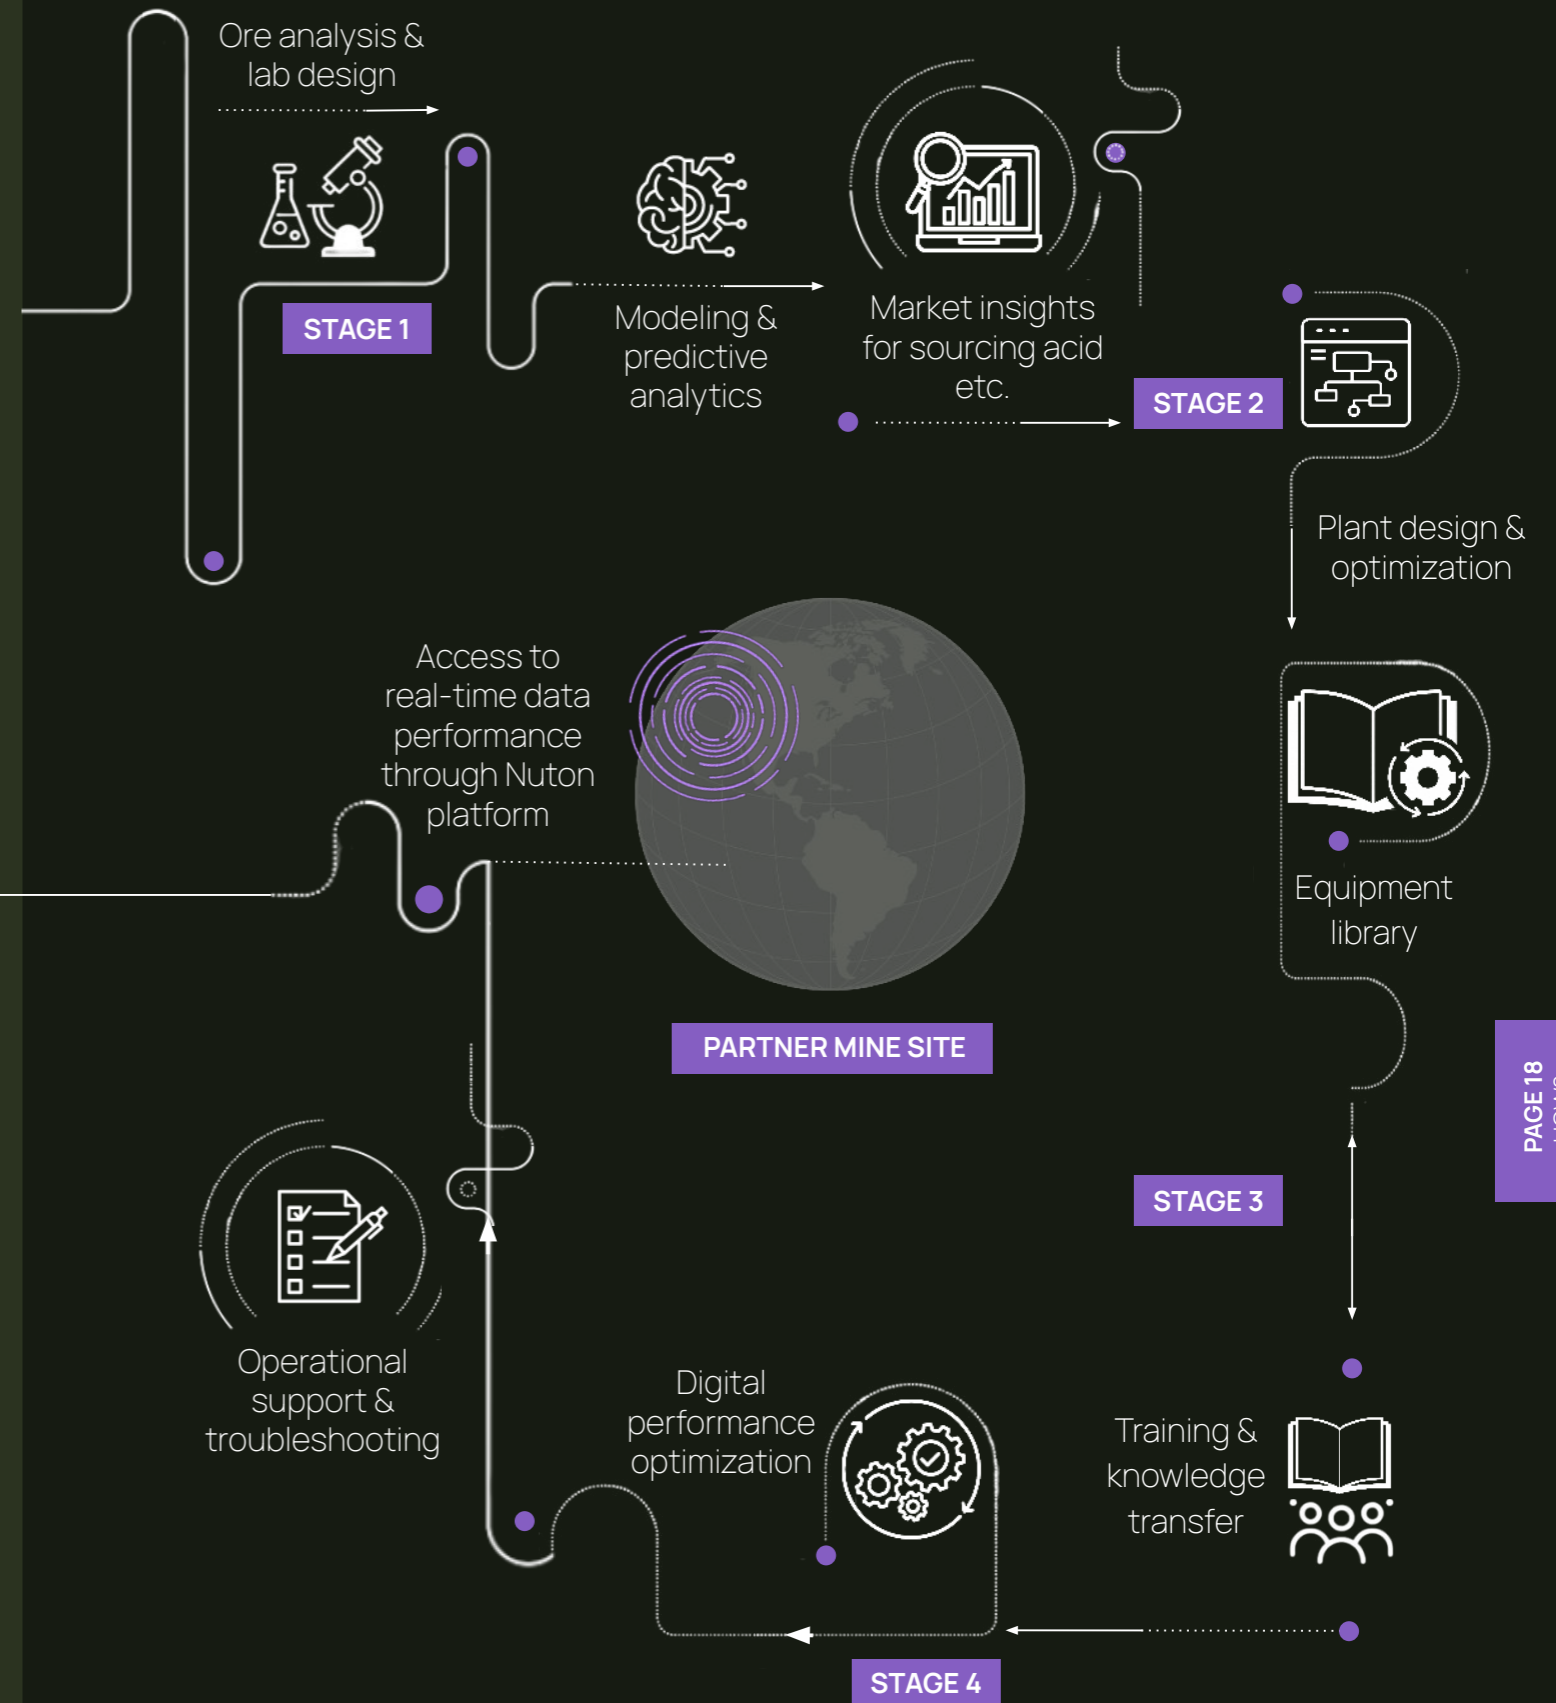 Ore analysis &
lab design
STAGE 1
Modeling &
predictive
analytics
Market insights
for sourcing acid
etc.
STAGE 2
Plant design &
optimization
Access to
real-time data
performance
through Nuton
platform
Equipment
library
PARTNER MINE SITE
PAGE 18
STAGE 3
Operational
support &
troubleshooting
Digital
performance
optimization
Training &
knowledge
transfer
STAGE 4